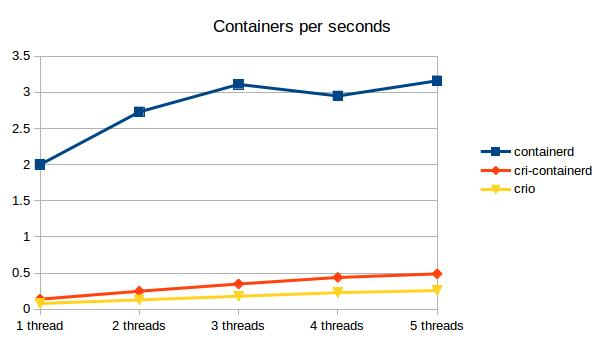 Containers per seconds
3.5
3
2.5
2
1.5
1
0.5
0
1 thread 2 threads 3 threads 4 threads 5 threads
containerd
cri-containerd
crio